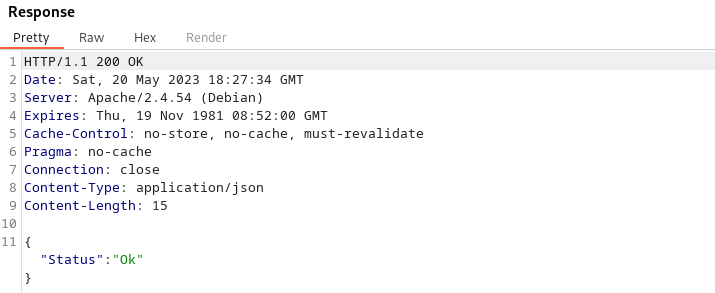 Response
Pretty Raw Hex Render
1 HTTP/1.1 200 OK
2 Date: Sat, 20 May 2023 18:27:34 GMT
3 Server: Apache/2.4.54 (Debian)
4 Expires: Thu, 19 Nov 1981 08:52:00 GMT
5 Cache-Control: no-store, no-cache, must-revalidate
6 Pragma: no-cache
7 Connection: close
8 Content-Type: application/json
9 Content-Length: 15
10
11 {
"Status":"Ok"
}